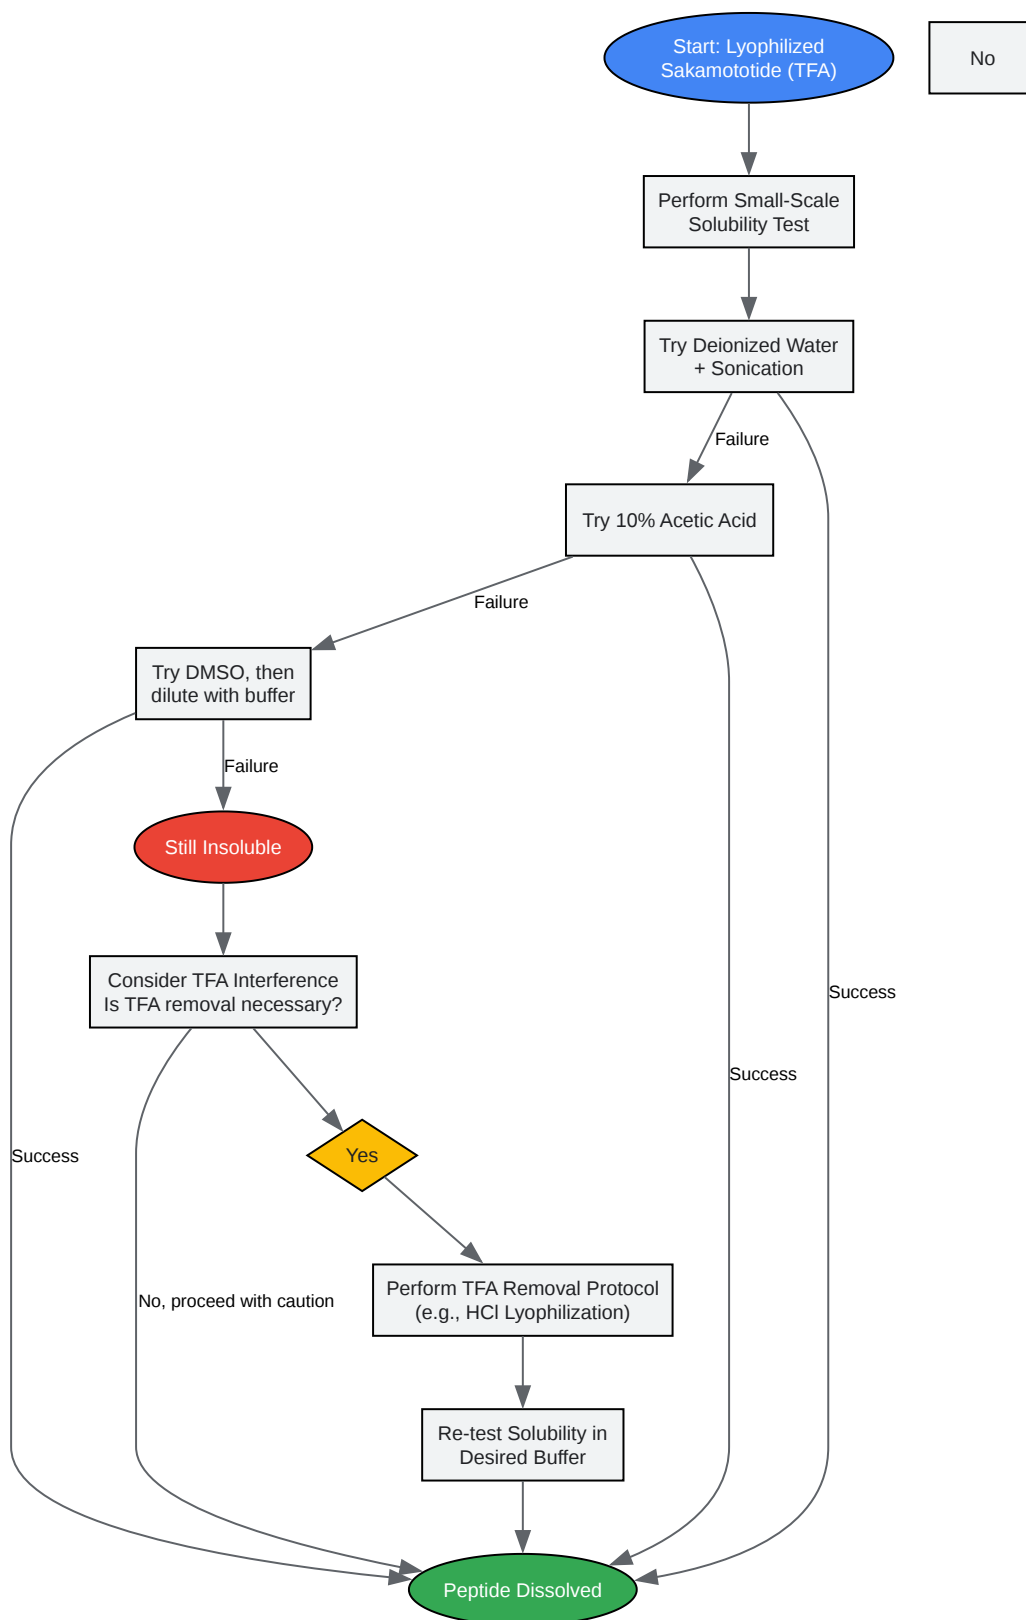 Start: Lyophilized
Sakamototide (TFA)
No
Perform Small-Scale
Solubility Test
Try Deionized Water
+ Sonication
Failure
Try 10% Acetic Acid
Failure
Try DMSO, then
dilute with buffer
Failure
Still Insoluble
Consider TFA Interference
Is TFA removal necessary?
Success
Success
Success
Yes
No, proceed with caution
Perform TFA Removal Protocol
(e.g., HCl Lyophilization)
Re-test Solubility in
Desired Buffer
Peptide Dissolved